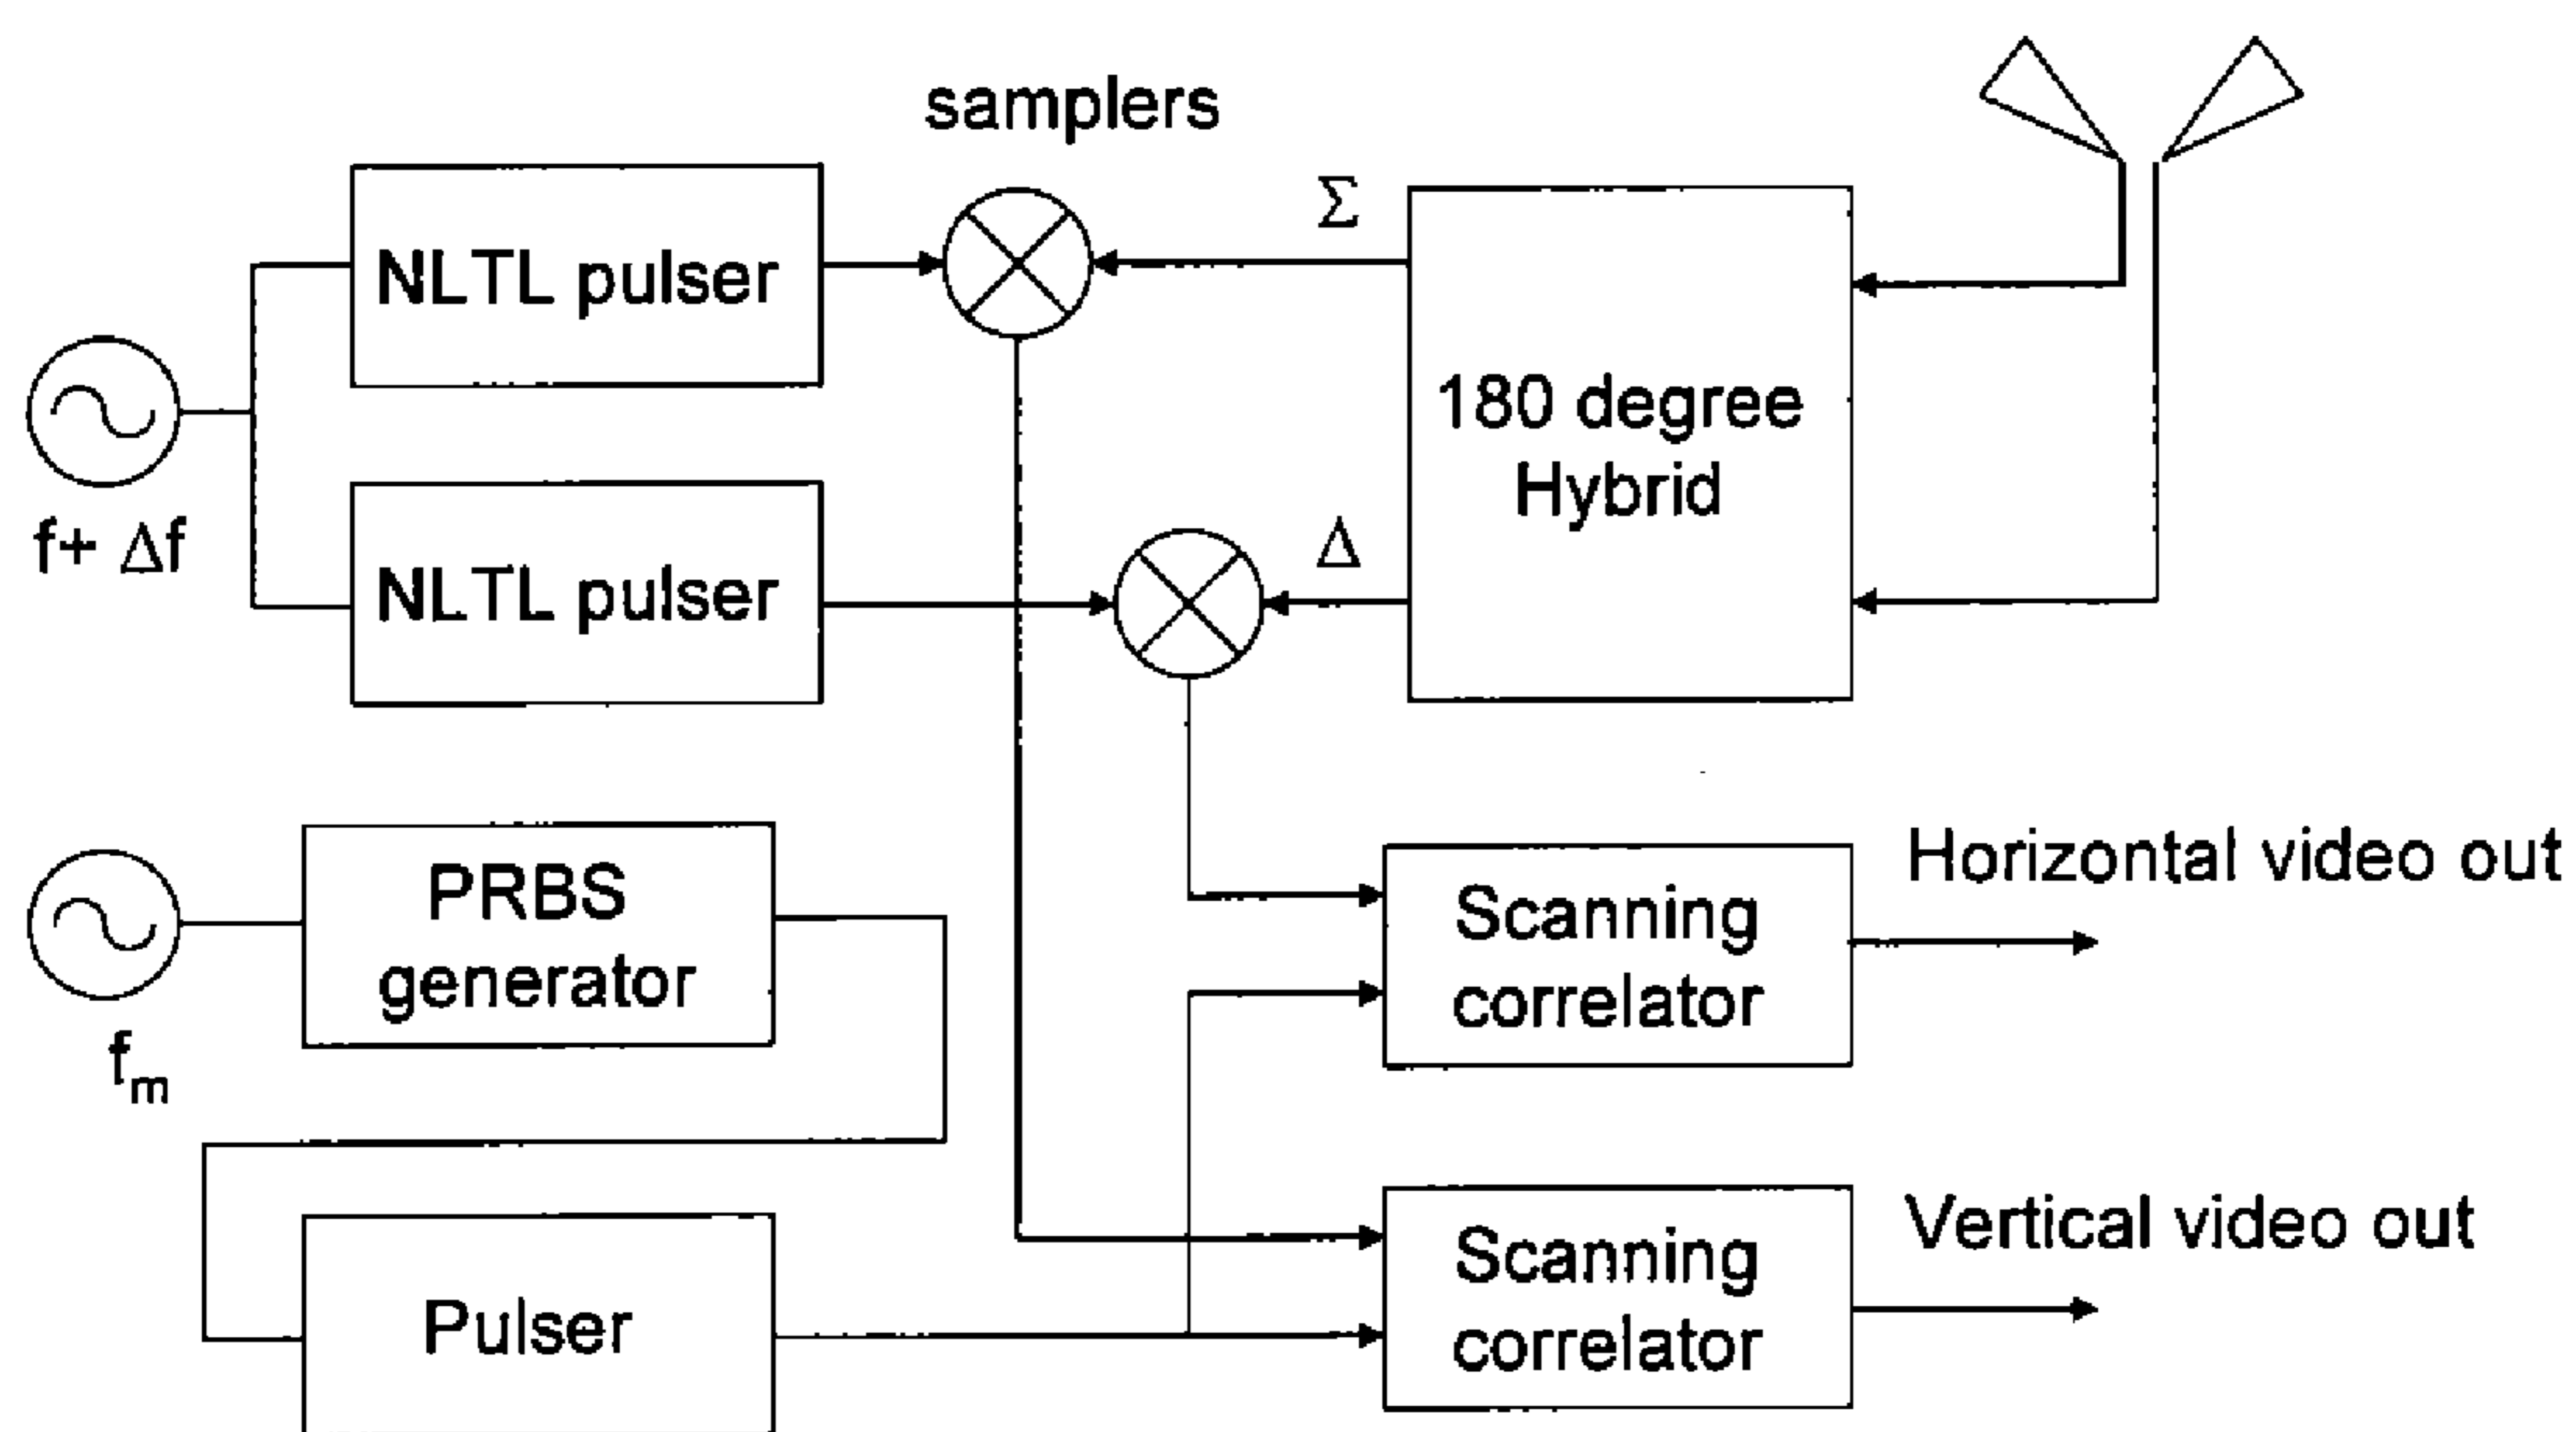 samplers
Σ
NLTL pulser
180 degree
Hybrid
f+ Δf
Δ
NLTL pulser
PRBS
generator
f_m
Scanning
correlator
Horizontal video out
Pulser
Scanning
correlator
Vertical video out